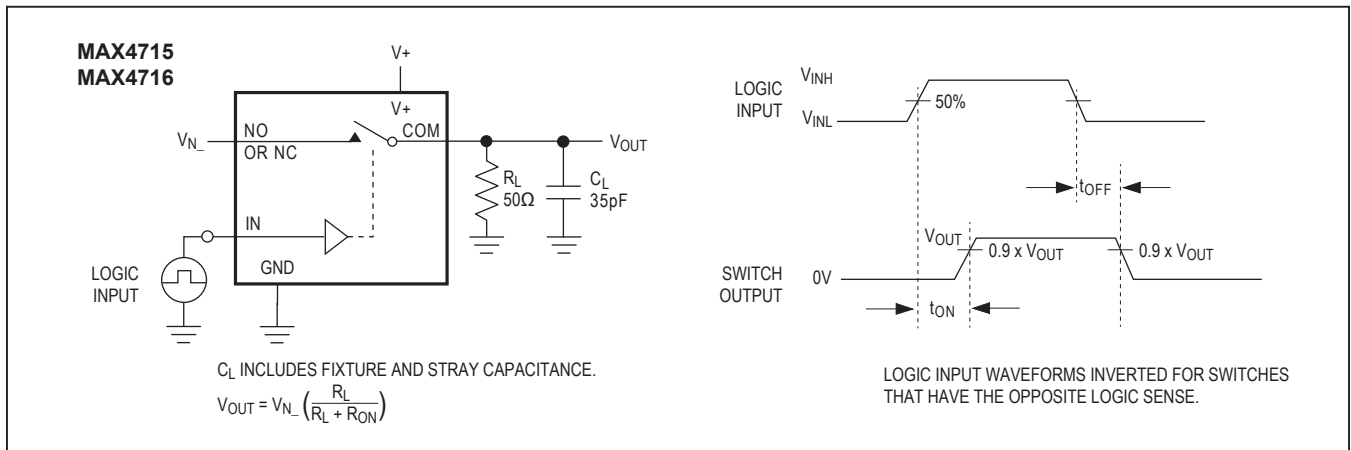 MAX4715
MAX4716
V+
V+
NO
OR NC
COM
V_N_
V_OUT
R_L
50Ω
C_L
35pF
IN
GND
LOGIC
INPUT
C_L INCLUDES FIXTURE AND STRAY CAPACITANCE.
V_OUT = V_N_ (R_L / (R_L + R_ON))
LOGIC
INPUT
V_INH
V_INL
50%
t_OFF
V_OUT
0.9 x V_OUT
0.9 x V_OUT
SWITCH
OUTPUT
0V
t_ON
LOGIC INPUT WAVEFORMS INVERTED FOR SWITCHES
THAT HAVE THE OPPOSITE LOGIC SENSE.